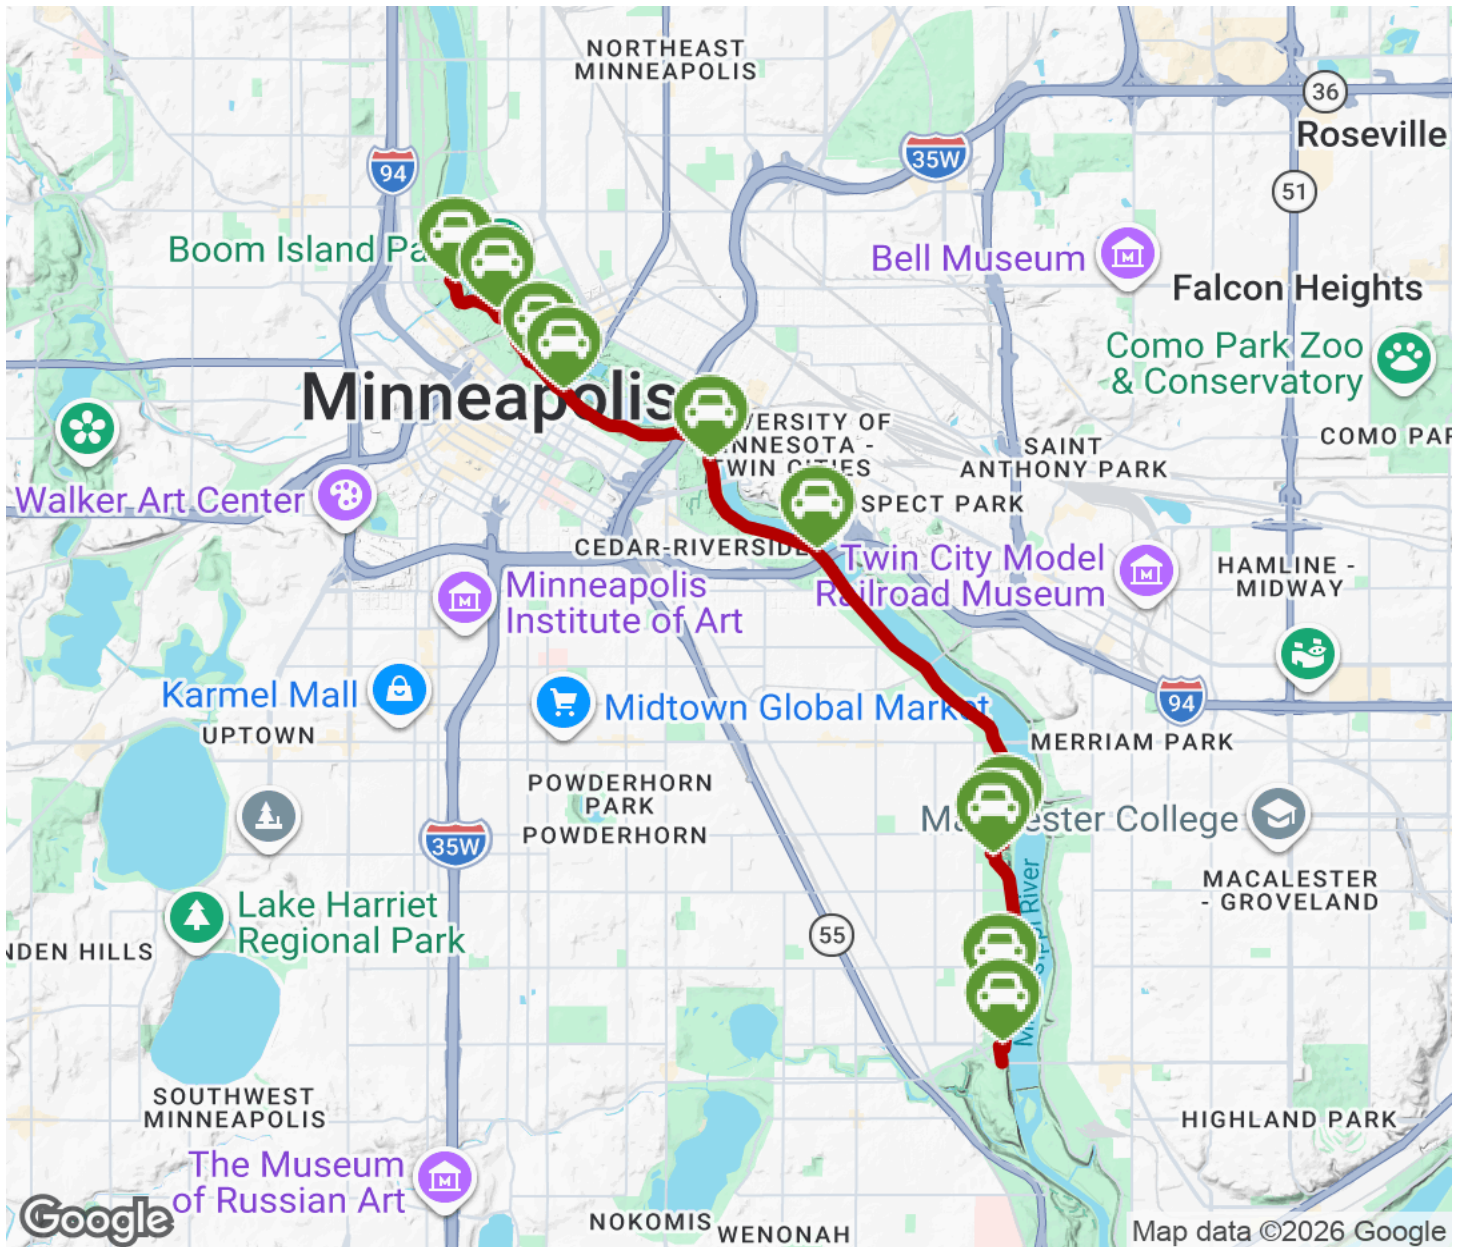 NORTHEAST
MINNEAPOLIS
36
Roseville
35W
94
51
Boom Island Pa
Bell Museum
Falcon Heights
Como Park Zoo
& Conservatory
Minneapolis
VERSITY OF
NNESOTA -
TWIN CITIES
SAINT
ANTHONY PARK
COMO PAR
Walker Art Center
SPECT PARK
CEDAR-RIVERSIDE
Twin City Model
Railroad Museum
HAMLINE -
MIDWAY
Minneapolis
Institute of Art
Karmel Mall
Midtown Global Market
94
UPTOWN
MERRIAM PARK
POWDERHORN
PARK
POWDERHORN
35W
Macalester College
MACALESTER
- GROVELAND
Lake Harriet
Regional Park
55
NDEN HILLS
SOUTHWEST
MINNEAPOLIS
HIGHLAND PARK
The Museum
of Russian Art
NOKOMIS
WENONAH
Google
Map data ©2026 Google